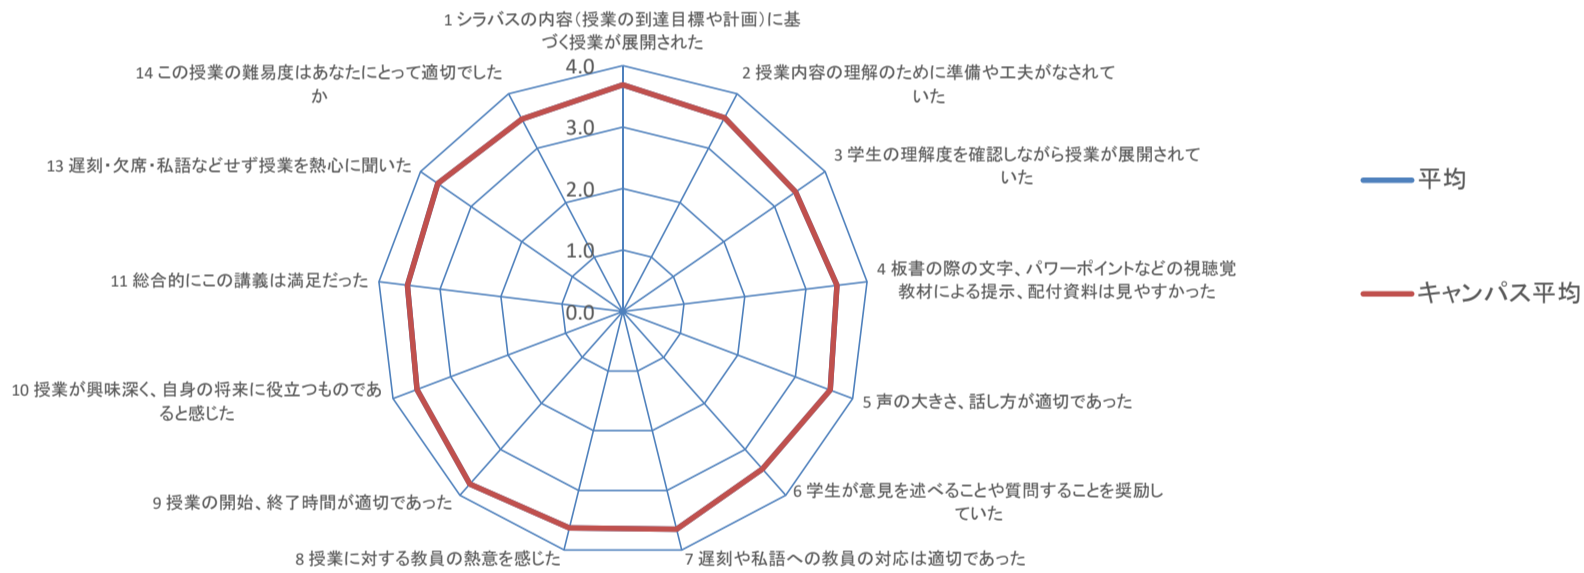 1 シラバスの内容（授業の到達目標や計画）に基
づく授業が展開された
2 授業内容の理解のために準備や工夫がなされて
いた
3 学生の理解度を確認しながら授業が展開されて
いた
4 板書の際の文字、パワーポイントなどの視聴覚
教材による提示、配付資料は見やすかった
5 声の大きさ、話し方が適切であった
6 学生が意見を述べることや質問することを奨励し
ていた
7 遅刻や私語への教員の対応は適切であった
8 授業に対する教員の熱意を感じた
9 授業の開始、終了時間が適切であった
10 授業が興味深く、自身の将来に役立つものであ
ると感じた
11 総合的にこの講義は満足だった
13 遅刻・欠席・私語などせず授業を熱心に聞いた
14 この授業の難易度はあなたにとって適切でした
か
4.0
3.0
2.0
1.0
0.0
平均
キャンパス平均